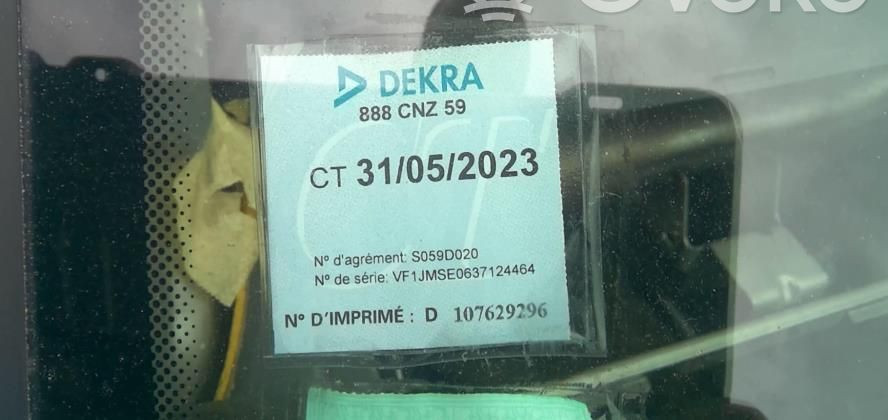 DEKRA
888 CNZ 59
CT 31/05/2023
N° d'agrément: S059D020
N° de série: VF1JMSE0637124464
N° D'IMPRIMÉ : D 107629296